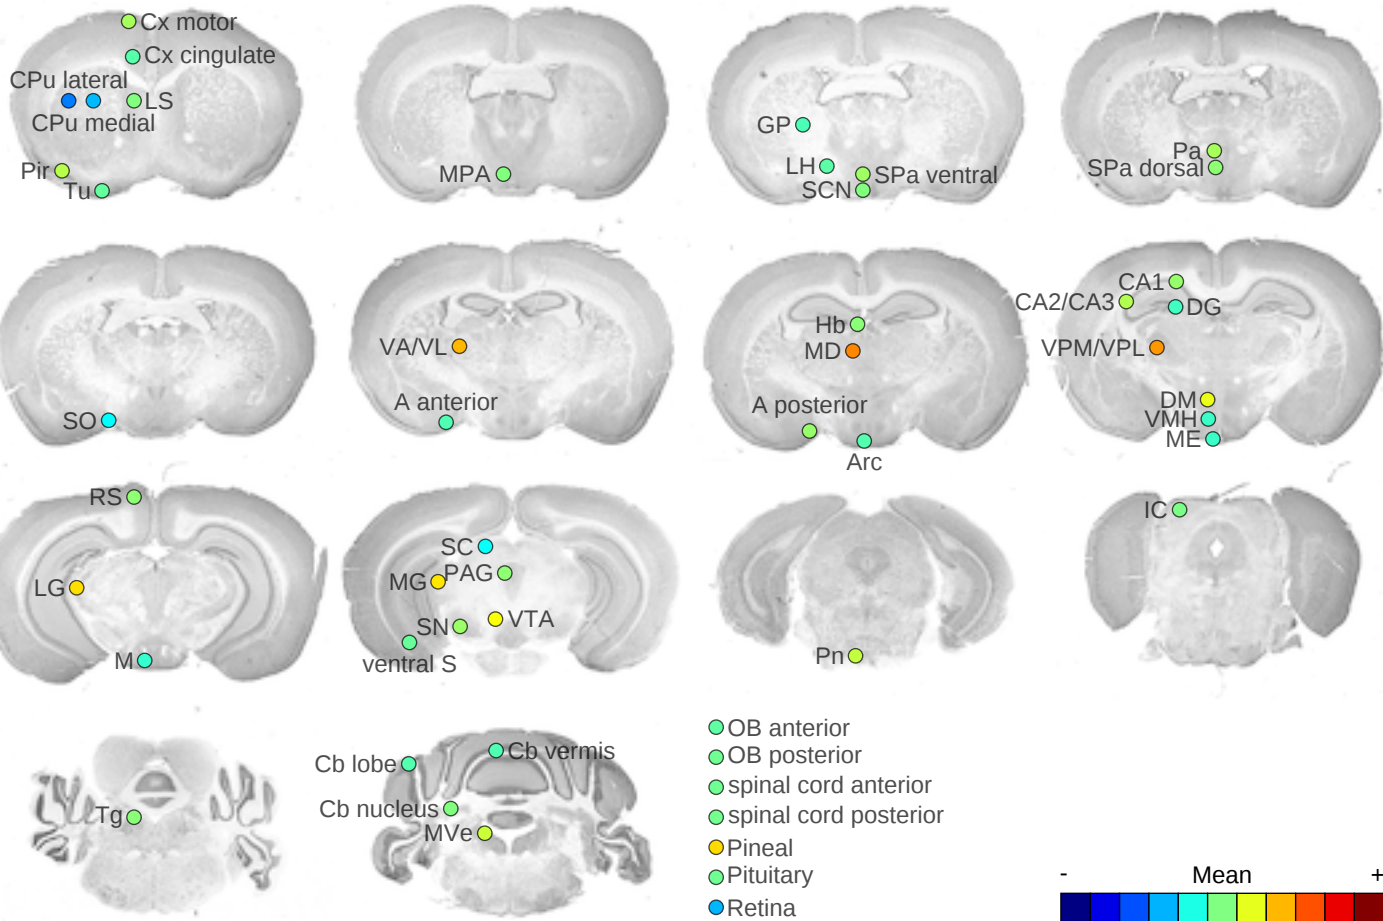 Cx motor
Cx cingulate
CPu lateral
LS
CPu medial
Pir
Tu
MPA
GP
LH
SPa ventral
SCN
Pa
SPa dorsal
SO
VA/VL
A anterior
Hb
MD
A posterior
Arc
CA1
CA2/CA3
DG
VPM/VPL
DM
VMH
ME
RS
LG
M
SC
PAG
MG
VTA
SN
ventral S
Pn
IC
Tg
Cb vermis
Cb lobe
Cb nucleus
MVe
OB anterior
OB posterior
spinal cord anterior
spinal cord posterior
Pineal
Pituitary
Retina
- Mean +